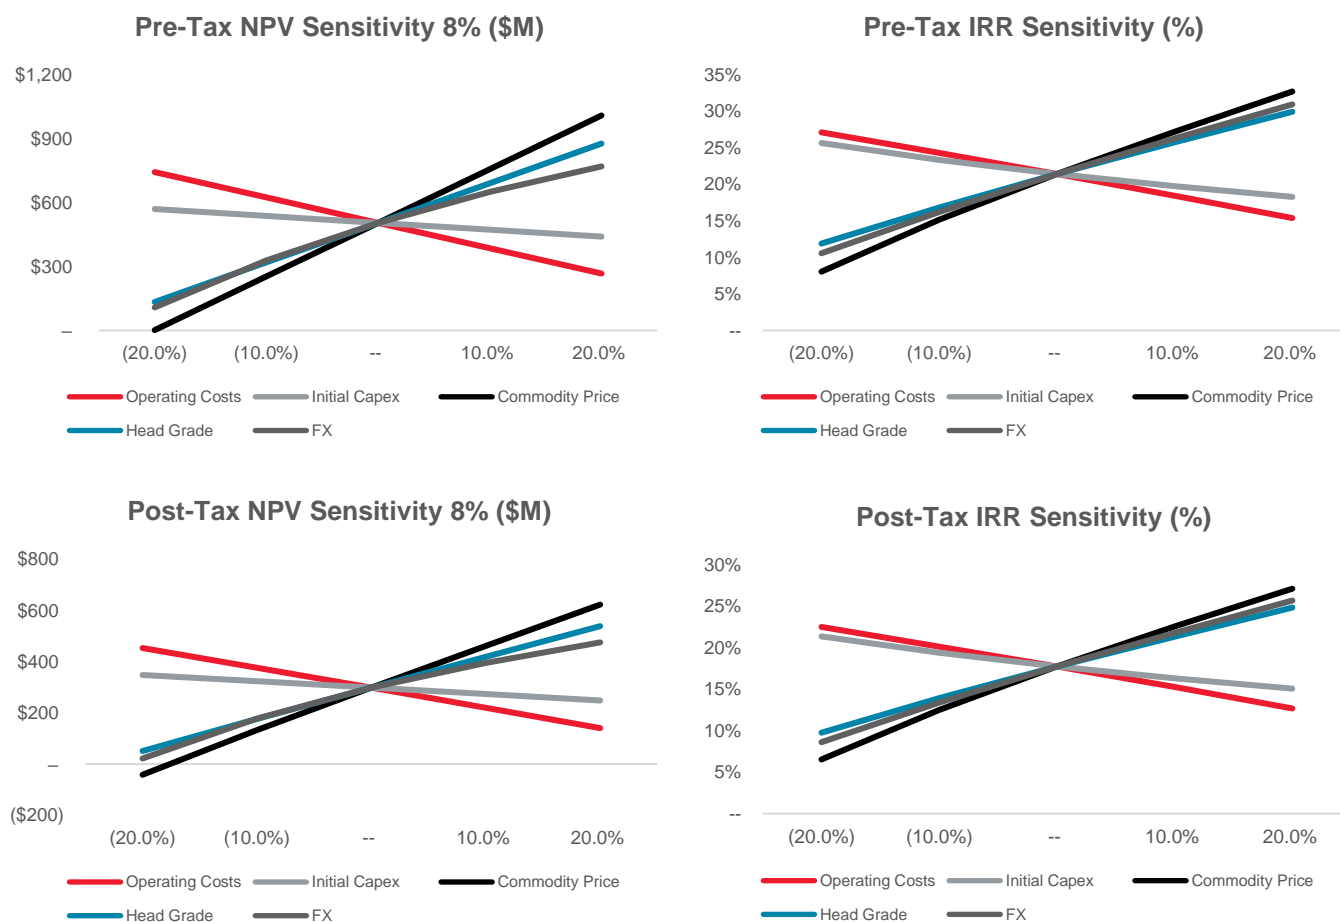 Pre-Tax NPV Sensitivity 8% ($M)
$1,200
$900
$600
$300
–
(20.0%) (10.0%) -- 10.0% 20.0%
Operating Costs Initial Capex Commodity Price
Head Grade FX
Pre-Tax IRR Sensitivity (%)
35%
30%
25%
20%
15%
10%
5%
--
(20.0%) (10.0%) -- 10.0% 20.0%
Operating Costs Initial Capex Commodity Price
Head Grade FX
Post-Tax NPV Sensitivity 8% ($M)
$800
$600
$400
$200
–
($200)
(20.0%) (10.0%) -- 10.0% 20.0%
Operating Costs Initial Capex Commodity Price
Head Grade FX
Post-Tax IRR Sensitivity (%)
30%
25%
20%
15%
10%
5%
--
(20.0%) (10.0%) -- 10.0% 20.0%
Operating Costs Initial Capex Commodity Price
Head Grade FX